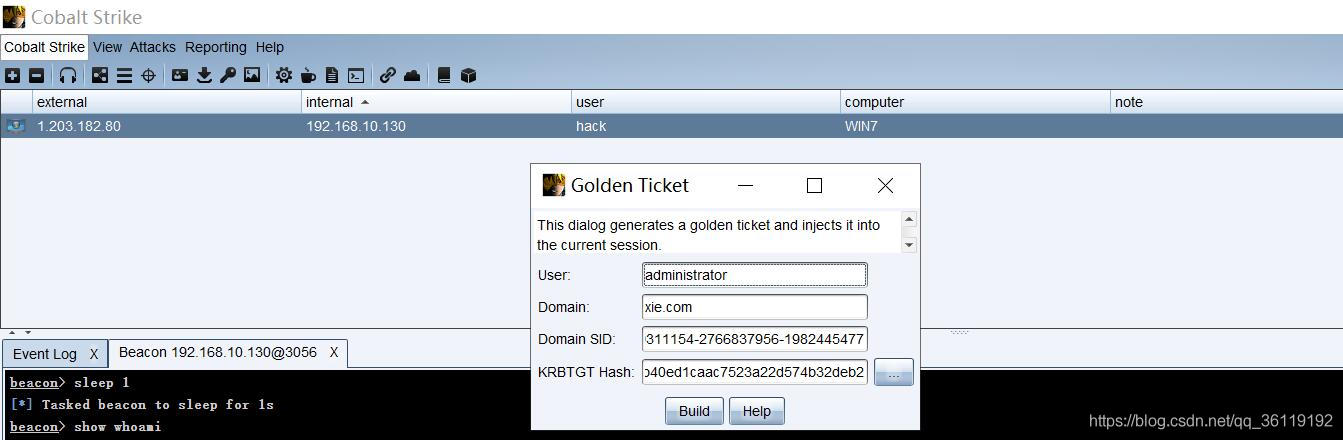 Cobalt Strike
Cobalt Strike View Attacks Reporting Help
external internal user computer note
1.203.182.80 192.168.10.130 hack WIN7
Golden Ticket
This dialog generates a golden ticket and injects it into
the current session.
User: administrator
Domain: xie.com
Domain SID: 311154-2766837956-1982445477
KRBTGT Hash: 40ed1caac7523a22d574b32deb2 ...
Build Help
Event Log X Beacon 192.168.10.130@3056 X
beacon> sleep 1
[*] Tasked beacon to sleep for 1s
beacon> show whoami
https://blog.csdn.net/qq_36119192